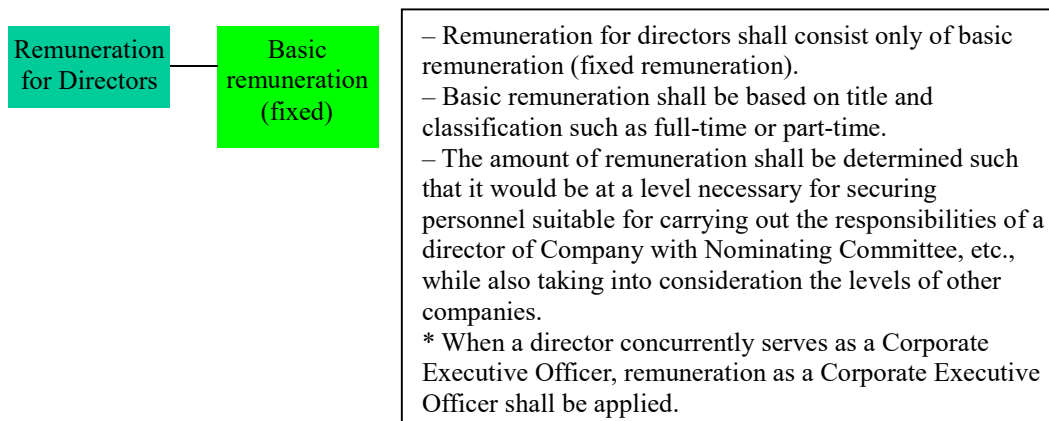 Remuneration
for Directors
Basic
remuneration
(fixed)
– Remuneration for directors shall consist only of basic
remuneration (fixed remuneration).
– Basic remuneration shall be based on title and
classification such as full-time or part-time.
– The amount of remuneration shall be determined such
that it would be at a level necessary for securing
personnel suitable for carrying out the responsibilities of a
director of Company with Nominating Committee, etc.,
while also taking into consideration the levels of other
companies.
* When a director concurrently serves as a Corporate
Executive Officer, remuneration as a Corporate Executive
Officer shall be applied.